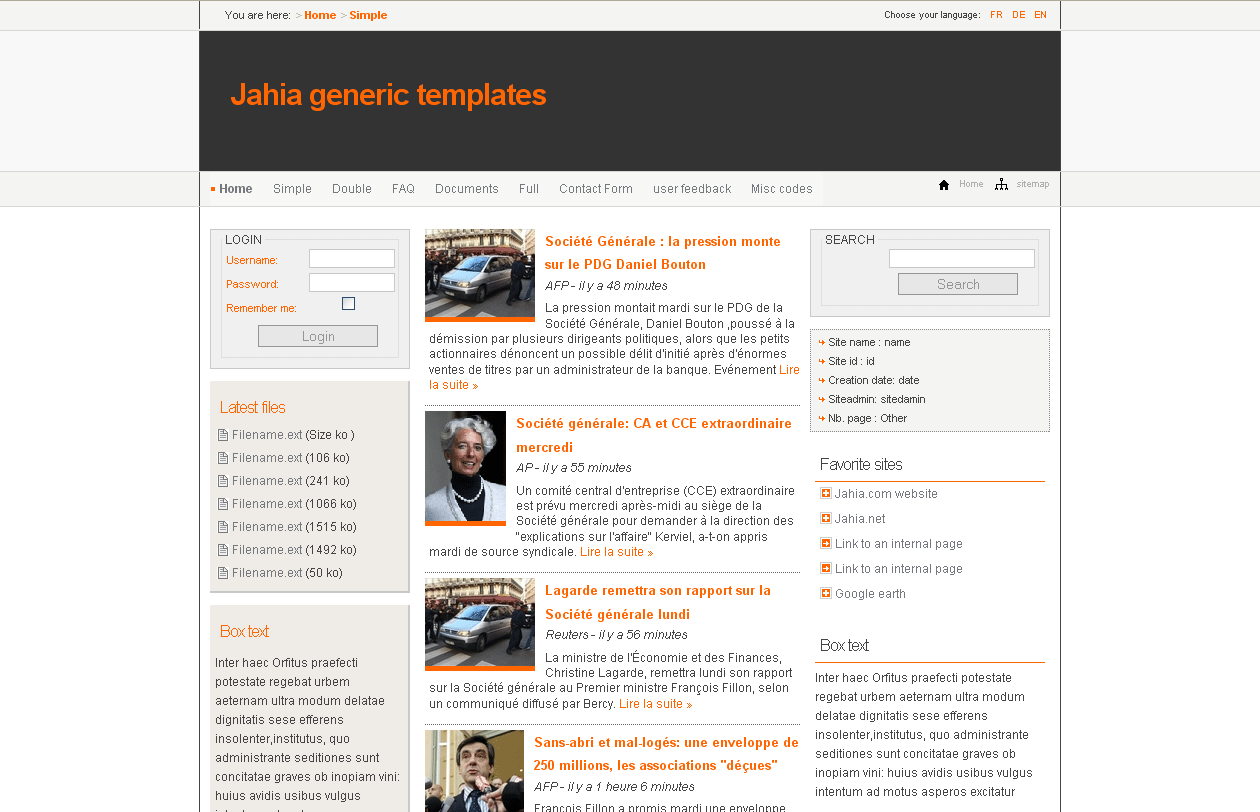 You are here: > Home > Simple
Choose your language: FR DE EN
Jahia generic templates
Home Simple Double FAQ Documents Full Contact Form user feedback Misc codes
Home sitemap
LOGIN
Username:
Password:
Remember me:
Login
Latest files
Filename.ext (Size ko )
Filename.ext (106 ko)
Filename.ext (241 ko)
Filename.ext (1066 ko)
Filename.ext (1515 ko)
Filename.ext (1492 ko)
Filename.ext (50 ko)
Box text
Inter haec Orfitus praefecti
potestate regebat urbem
aeternam ultra modum delatae
dignitatis sese efferens
insolenter,institutus, quo
administrante seditiones sunt
concitatae graves ob inopiam vini:
huius avidis usibus vulgus
Société Générale : la pression monte
sur le PDG Daniel Bouton
AFP - il y a 48 minutes
La pression montait mardi sur le PDG de la
Société Générale, Daniel Bouton ,poussé à la
démission par plusieurs dirigeants politiques, alors que les petits
actionnaires dénoncent un possible délit d'initié après d'énormes
ventes de titres par un administrateur de la banque. Evénement Lire
la suite »
Société générale: CA et CCE extraordinaire
mercredi
AP - il y a 55 minutes
Un comité central d'entreprise (CCE) extraordinaire
est prévu mercredi après-midi au siège de la
Société générale pour demander à la direction des
"explications sur l'affaire" Kerviel, a-t-on appris
mardi de source syndicale. Lire la suite »
Lagarde remettra son rapport sur la
Société générale lundi
Reuters - il y a 56 minutes
La ministre de l'Économie et des Finances,
Christine Lagarde, remettra lundi son rapport
sur la Société générale au Premier ministre François Fillon, selon
un communiqué diffusé par Bercy. Lire la suite »
Sans-abri et mal-logés: une enveloppe de
250 millions, les associations "déçues"
AFP - il y a 1 heure 6 minutes
François Fillon a promis mardi une enveloppe
SEARCH
Search
Site name : name
Site id : id
Creation date: date
Siteadmin: sitedamin
Nb. page : Other
Favorite sites
Jahia.com website
Jahia.net
Link to an internal page
Link to an internal page
Google earth
Box text
Inter haec Orfitus praefecti potestate
regebat urbem aeternam ultra modum
delatae dignitatis sese efferens
insolenter,institutus, quo administrante
seditiones sunt concitatae graves ob
inopiam vini: huius avidis usibus vulgus
intentum ad motus asperos excitatur